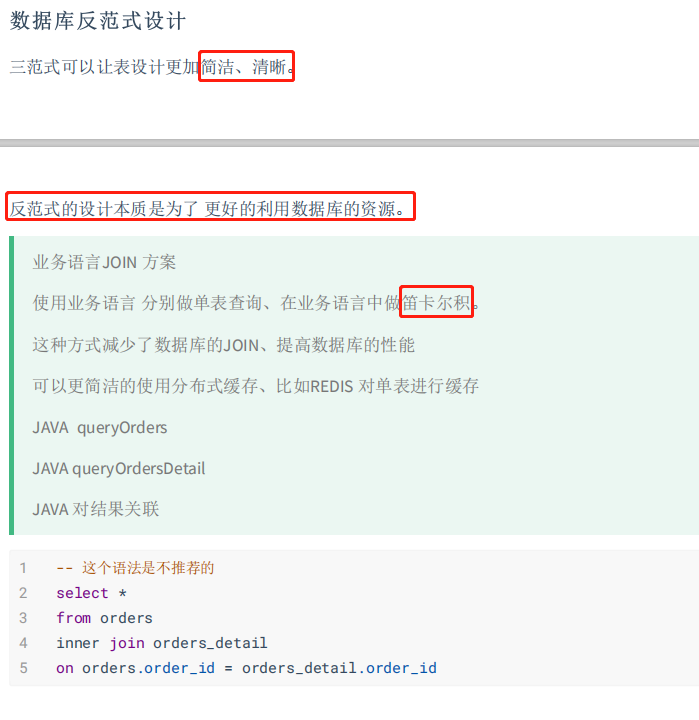 数据库反范式设计
三范式可以让表设计更加简洁、清晰。
反范式的设计本质是为了 更好的利用数据库的资源。
业务语言JOIN 方案
使用业务语言 分别做单表查询、在业务语言中做笛卡尔积。
这种方式减少了数据库的JOIN、提高数据库的性能
可以更简洁的使用分布式缓存、比如REDIS 对单表进行缓存
JAVA  queryOrders
JAVA queryOrdersDetail
JAVA 对结果关联
1 -- 这个语法是不推荐的
2 select *
3 from orders
4 inner join orders_detail
5 on orders.order_id = orders_detail.order_id